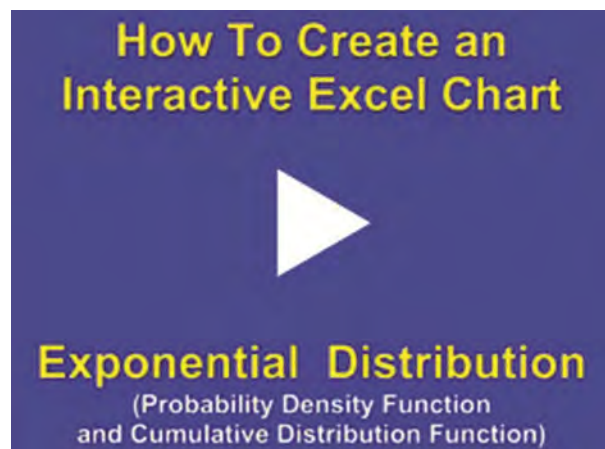 How To Create an
Interactive Excel Chart
Exponential Distribution
(Probability Density Function
and Cumulative Distribution Function)